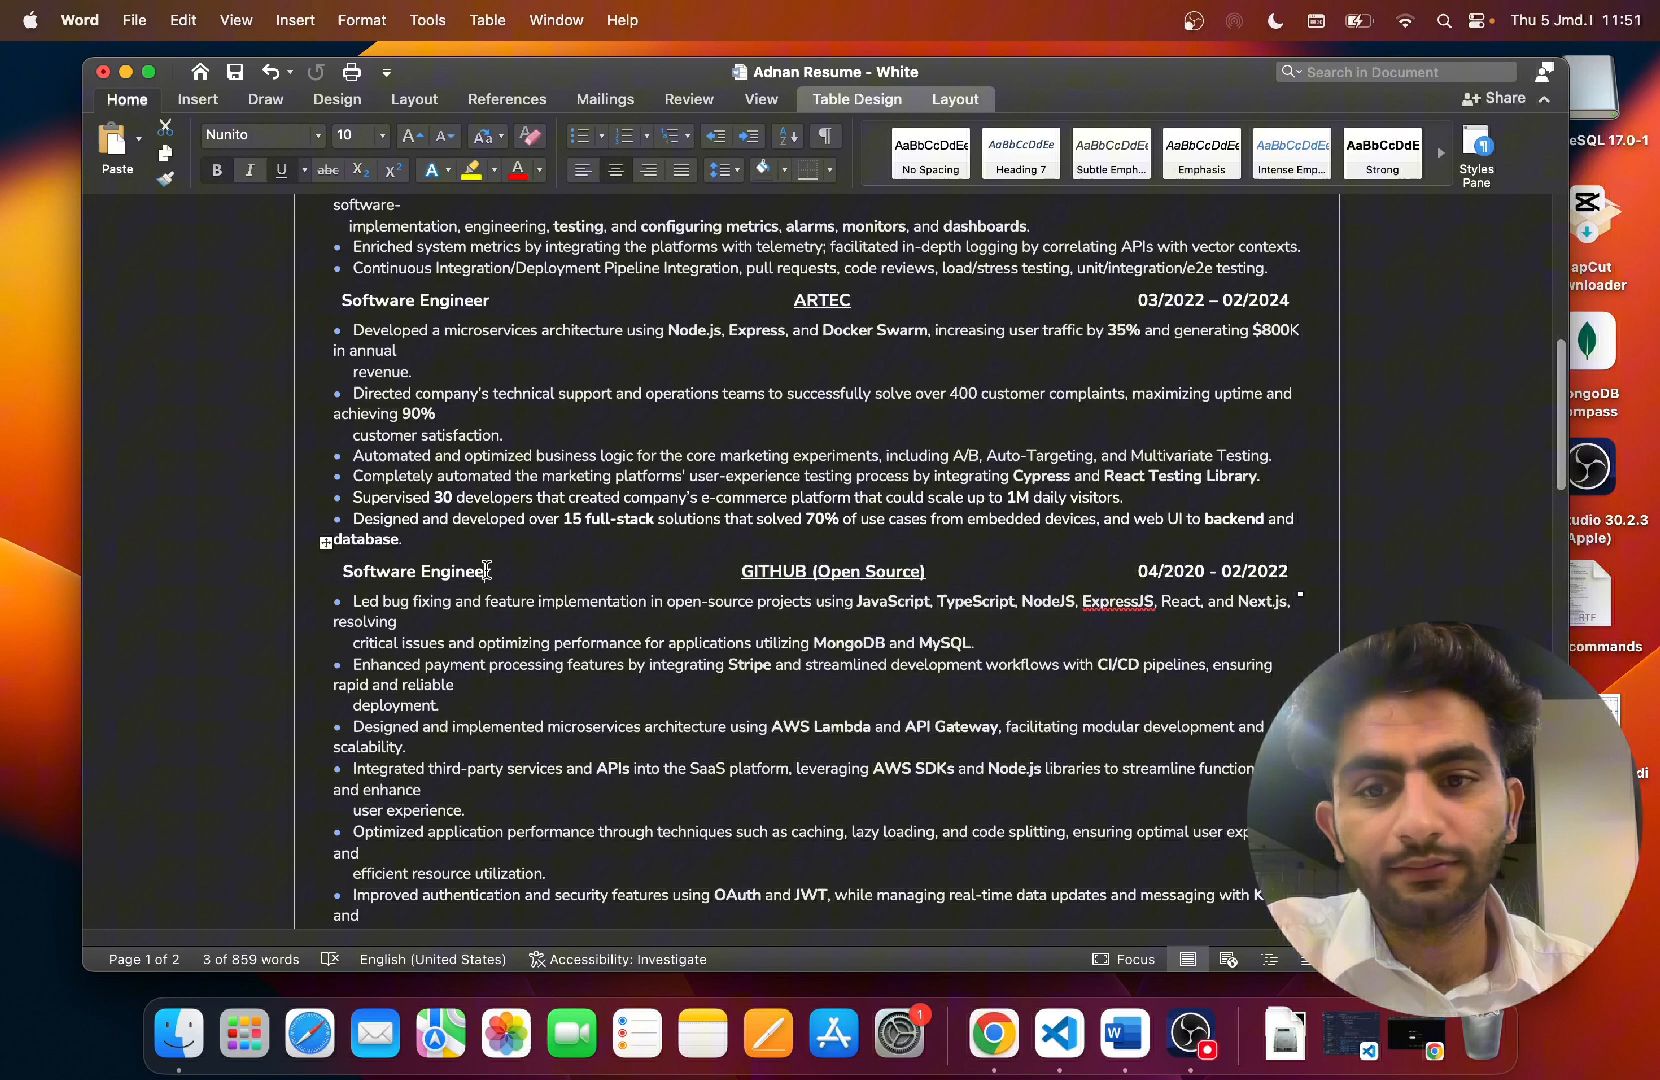 Word File Edit View Insert Format Tools Table Window Help
Thu 5 Jmd.I 11:51
Adnan Resume - White
Search in Document
Home Insert Draw Design Layout References Mailings Review View Table Design Layout
Share
Paste
Nunito 10
AaBbCcDdEe AaBbCcDdEe AaBbCcDdEe AaBbCcDdEe AaBbCcDdEe AaBbCcDdE
No Spacing Heading 7 Subtle Emph... Emphasis Intense Emp... Strong
Styles
Pane
software-
implementation, engineering, testing, and configuring metrics, alarms, monitors, and dashboards.
• Enriched system metrics by integrating the platforms with telemetry; facilitated in-depth logging by correlating APIs with vector contexts.
• Continuous Integration/Deployment Pipeline Integration, pull requests, code reviews, load/stress testing, unit/integration/e2e testing.
Software Engineer ARTEC 03/2022 – 02/2024
• Developed a microservices architecture using Node.js, Express, and Docker Swarm, increasing user traffic by 35% and generating $800K
in annual
revenue.
• Directed company's technical support and operations teams to successfully solve over 400 customer complaints, maximizing uptime and
achieving 90%
customer satisfaction.
• Automated and optimized business logic for the core marketing experiments, including A/B, Auto-Targeting, and Multivariate Testing.
• Completely automated the marketing platforms' user-experience testing process by integrating Cypress and React Testing Library.
• Supervised 30 developers that created company's e-commerce platform that could scale up to 1M daily visitors.
• Designed and developed over 15 full-stack solutions that solved 70% of use cases from embedded devices, and web UI to backend and
database.
Software Engineer GITHUB (Open Source) 04/2020 - 02/2022
• Led bug fixing and feature implementation in open-source projects using JavaScript, TypeScript, NodeJS, ExpressJS, React, and Next.js,
resolving
critical issues and optimizing performance for applications utilizing MongoDB and MySQL.
• Enhanced payment processing features by integrating Stripe and streamlined development workflows with CI/CD pipelines, ensuring
rapid and reliable
deployment.
• Designed and implemented microservices architecture using AWS Lambda and API Gateway, facilitating modular development and
scalability.
• Integrated third-party services and APIs into the SaaS platform, leveraging AWS SDKs and Node.js libraries to streamline function
and enhance
user experience.
• Optimized application performance through techniques such as caching, lazy loading, and code splitting, ensuring optimal user exp
and
efficient resource utilization.
• Improved authentication and security features using OAuth and JWT, while managing real-time data updates and messaging with K
and
Page 1 of 2 3 of 859 words English (United States) Accessibility: Investigate Focus
eSQL 17.0-1
apCut
wnloader
ongoDB
ompass
tudio 30.2.3
Apple)
RTF
commands
di
1